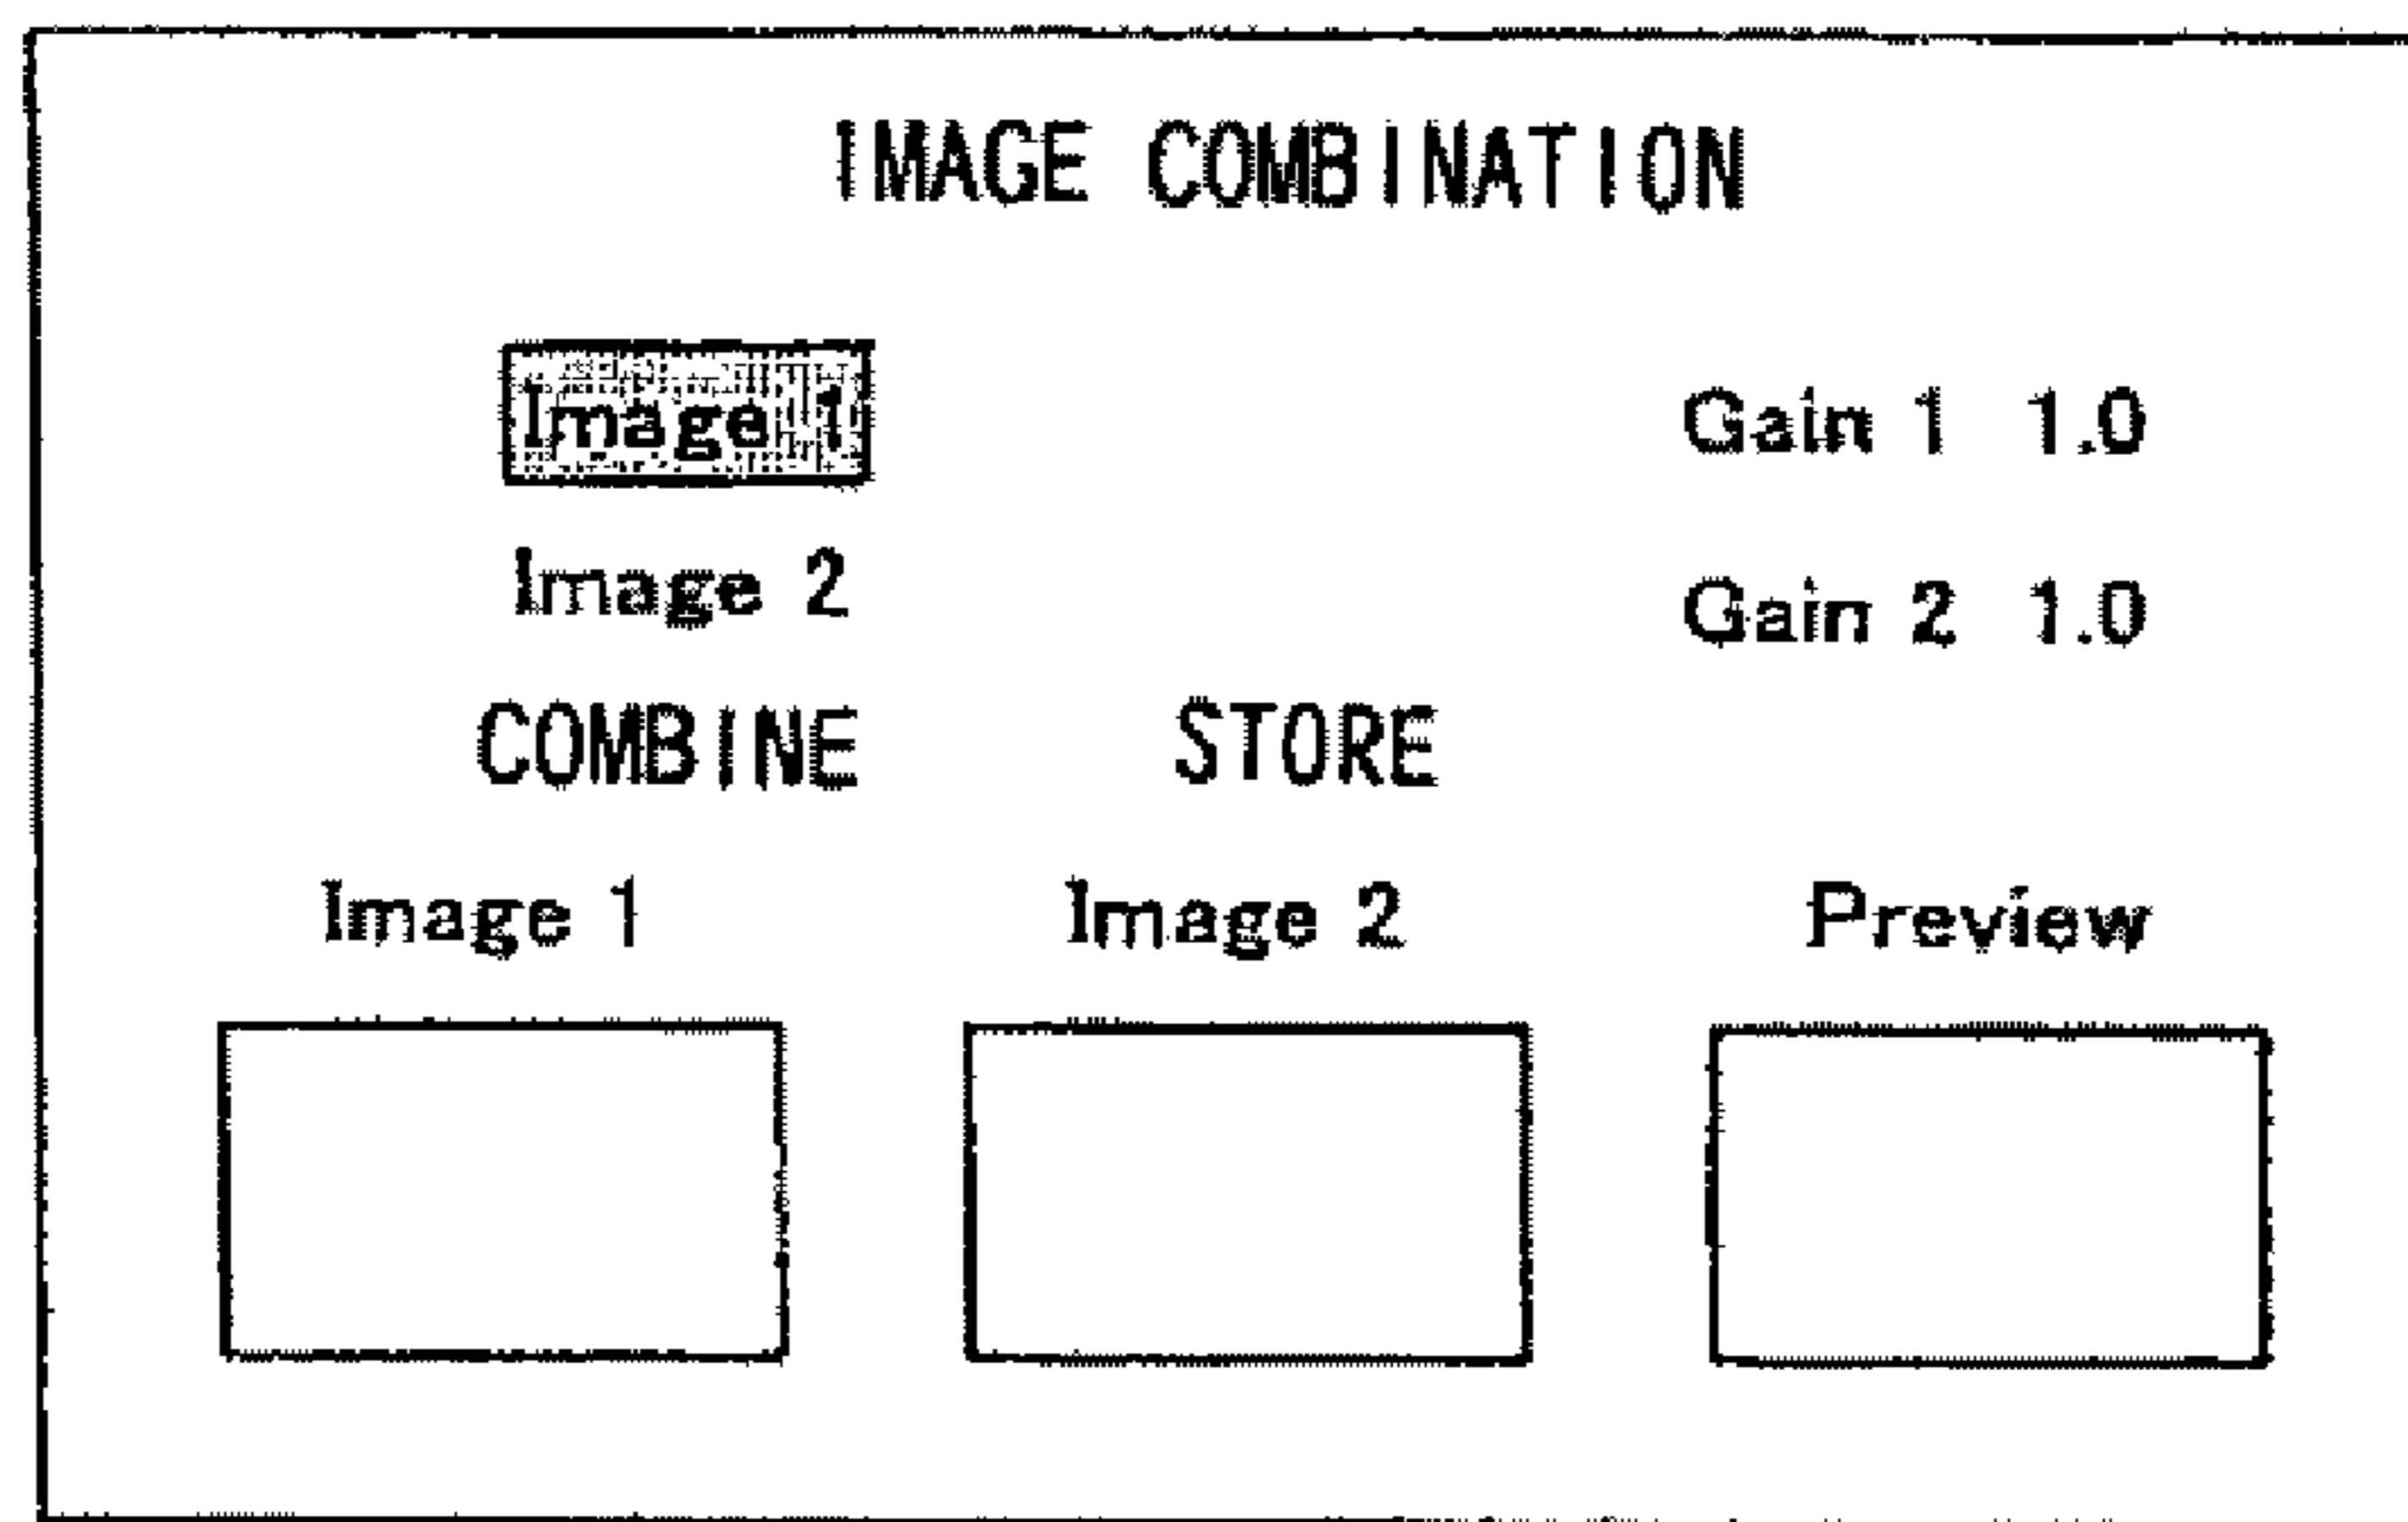 IMAGE COMBINATION
Image 1 Gain 1 1.0
Image 2 Gain 2 1.0
COMBINE STORE
Image 1 Image 2 Preview